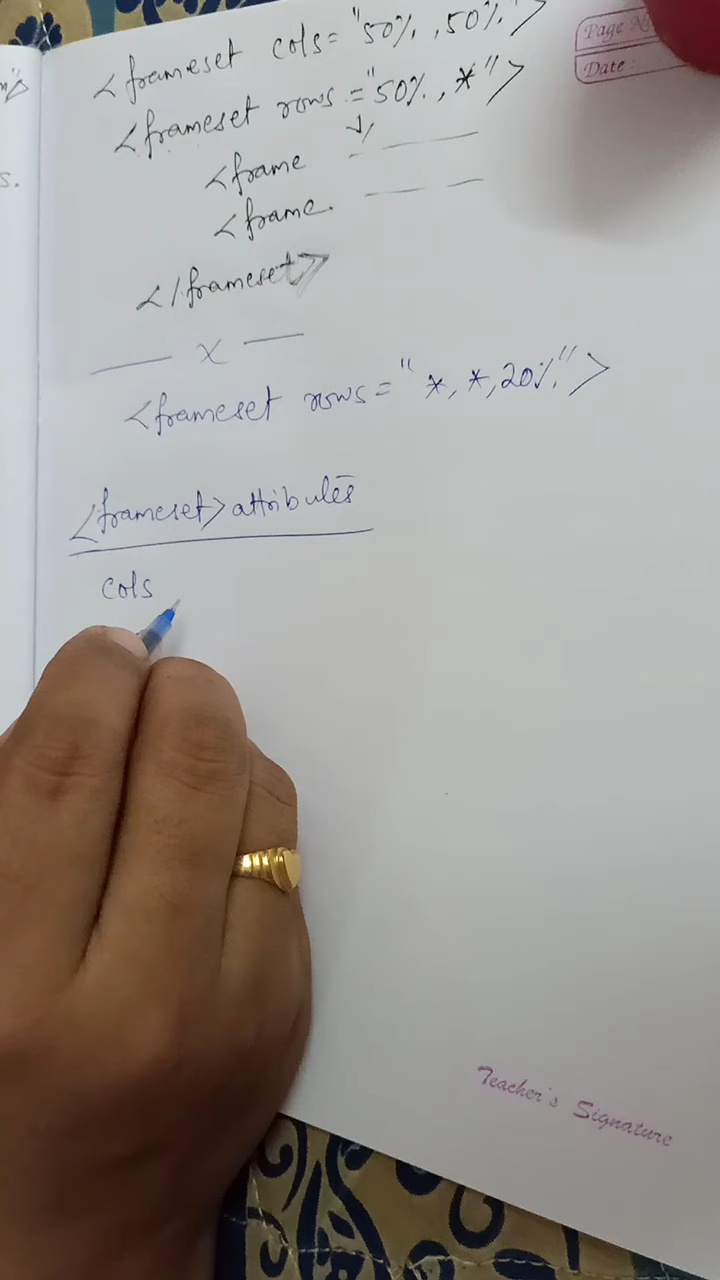 <frameset cols="50%,50%">
Page No
Date:
<frameset rows="50%,*">
<frame
<frame.
</frameset>
X
<frameset rows="*,*,20%">
<frameset> attributes
cols
s.
Teacher's Signature